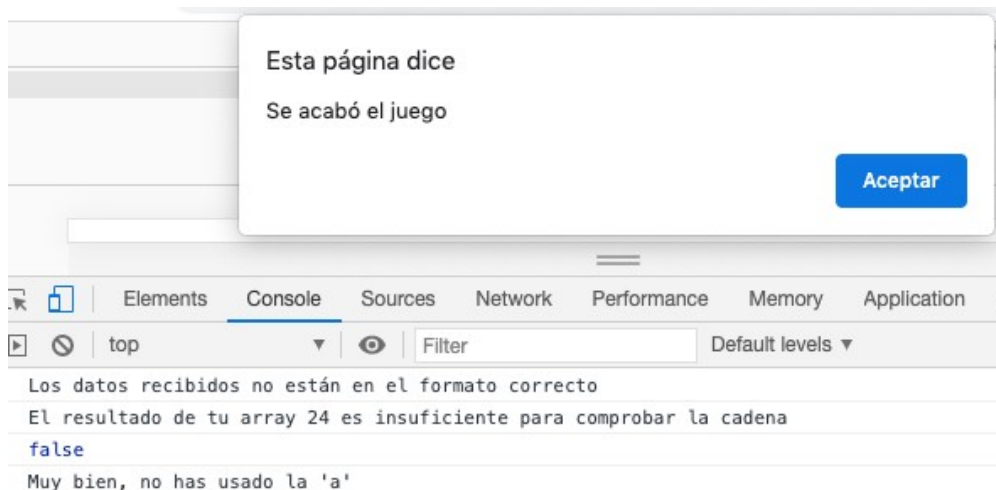 Esta página dice
Se acabó el juego
Aceptar
Elements Console Sources Network Performance Memory Application
top Filter Default levels
Los datos recibidos no están en el formato correcto
El resultado de tu array 24 es insuficiente para comprobar la cadena
false
Muy bien, no has usado la 'a'